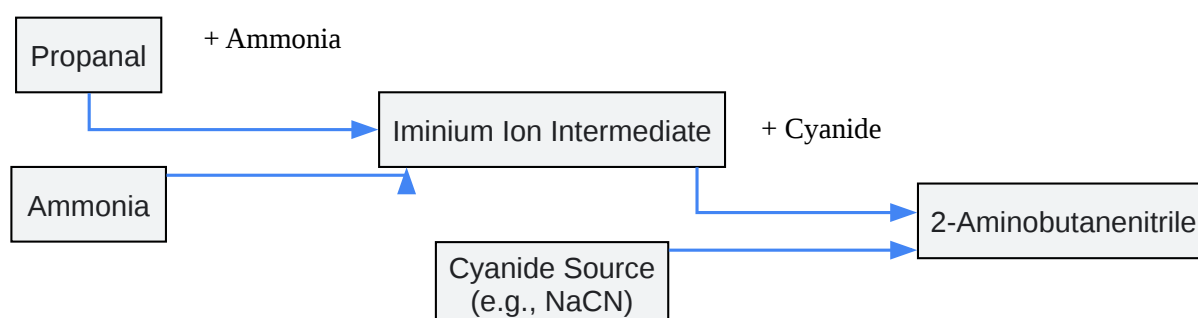 Propanal
+ Ammonia
Iminium Ion Intermediate
+ Cyanide
Ammonia
2-Aminobutanenitrile
Cyanide Source
(e.g., NaCN)